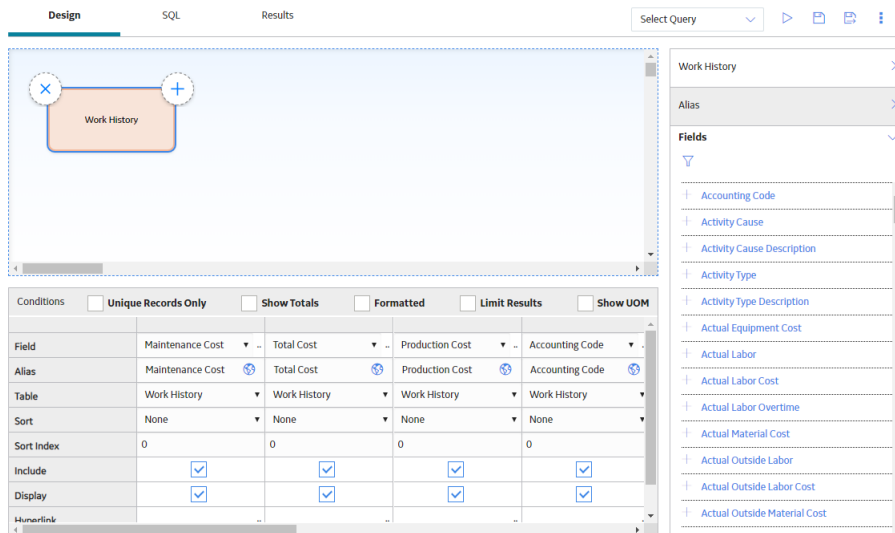 Design SQL Results Select Query
Work History
Work History
Alias
Fields
Accounting Code
Activity Cause
Activity Cause Description
Activity Type
Activity Type Description
Actual Equipment Cost
Actual Labor
Actual Labor Cost
Actual Labor Overtime
Actual Material Cost
Actual Outside Labor
Actual Outside Labor Cost
Actual Outside Material Cost
Conditions Unique Records Only Show Totals Formatted Limit Results Show UOM
Field Maintenance Cost .. Total Cost .. Production Cost .. Accounting Code ..
Alias Maintenance Cost Total Cost Production Cost Accounting Code
Table Work History Work History Work History Work History
Sort None None None None
Sort Index 0 0 0 0
Include
Display
Hyperlink .. .. .. ..